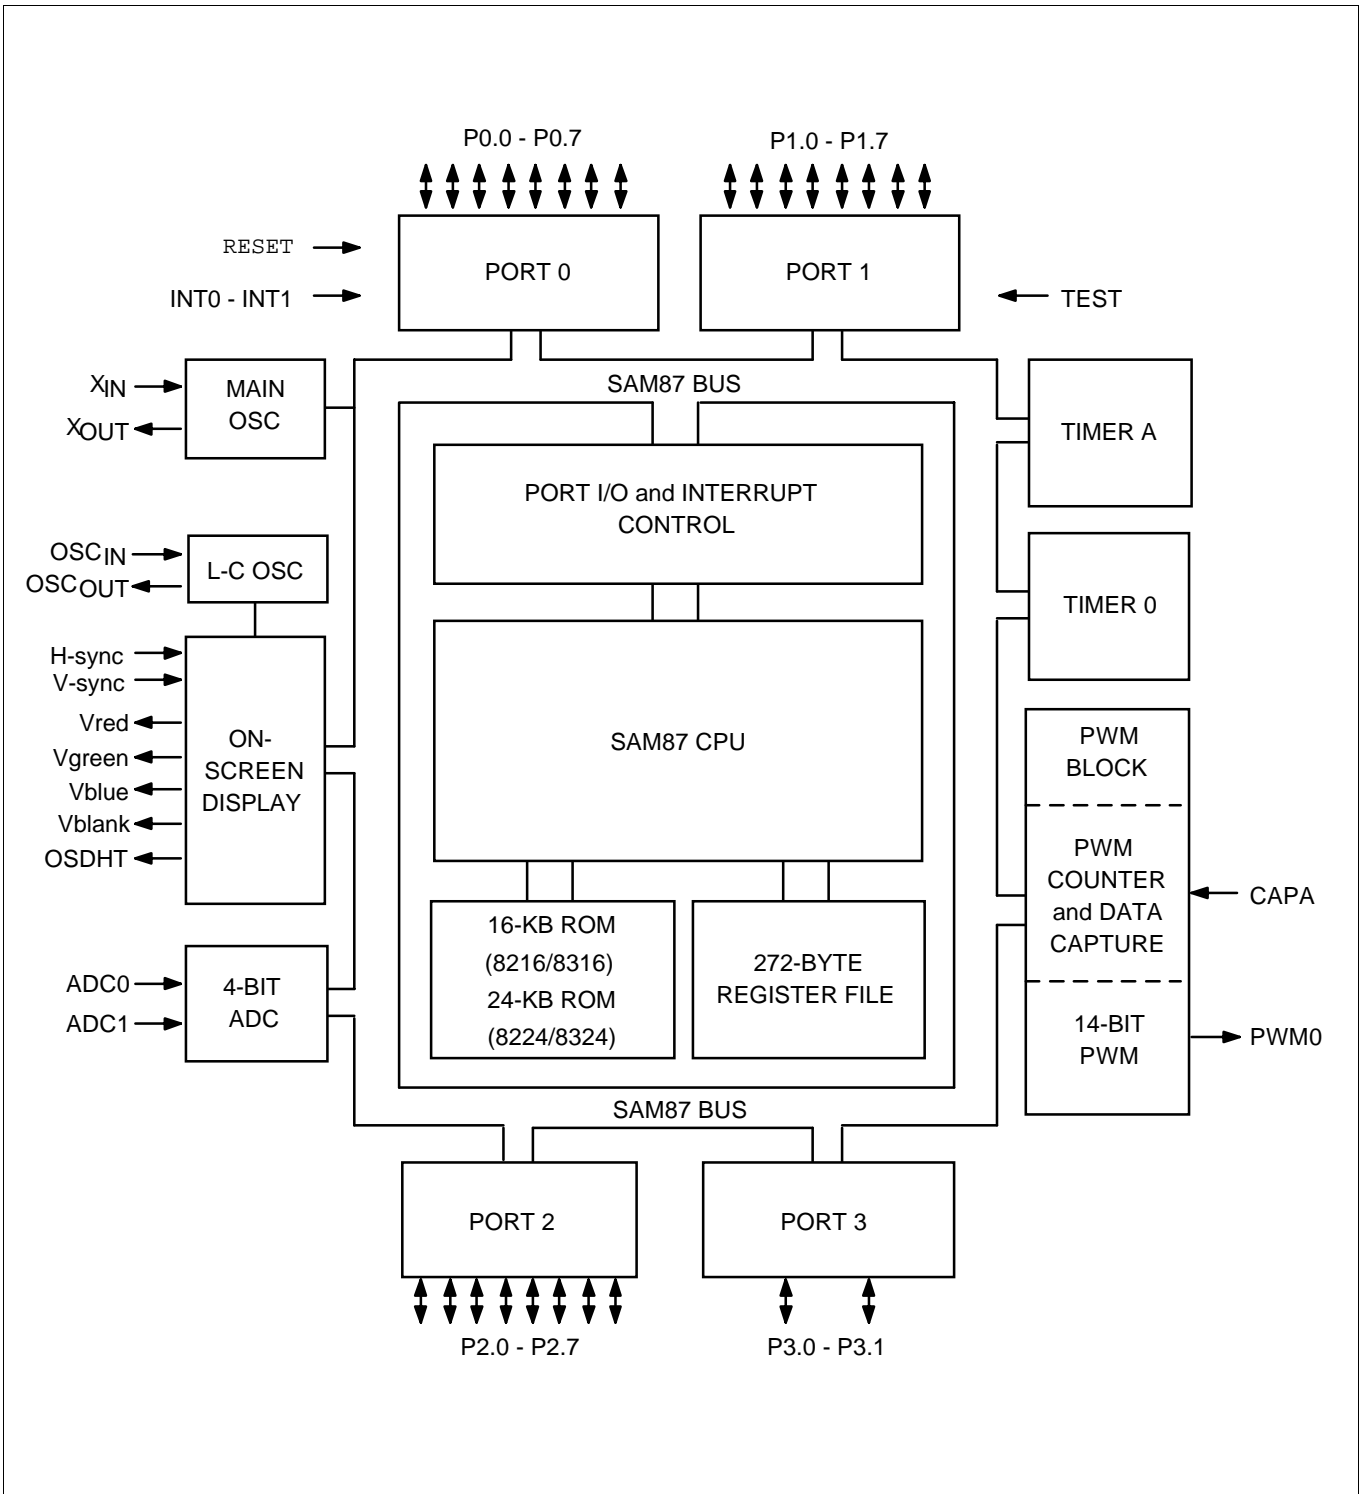 P0.0 - P0.7
P1.0 - P1.7
RESET
INT0 - INT1
PORT 0
PORT 1
TEST
XIN
XOUT
MAIN
OSC
SAM87 BUS
TIMER A
PORT I/O and INTERRUPT
CONTROL
OSCIN
OSCOUT
L-C OSC
TIMER 0
H-sync
V-sync
Vred
Vgreen
Vblue
Vblank
OSDHT
ON-
SCREEN
DISPLAY
SAM87 CPU
PWM
BLOCK
PWM
COUNTER
and DATA
CAPTURE
CAPA
14-BIT
PWM
PWM0
ADC0
ADC1
4-BIT
ADC
16-KB ROM
(8216/8316)
24-KB ROM
(8224/8324)
272-BYTE
REGISTER FILE
SAM87 BUS
PORT 2
PORT 3
P2.0 - P2.7
P3.0 - P3.1